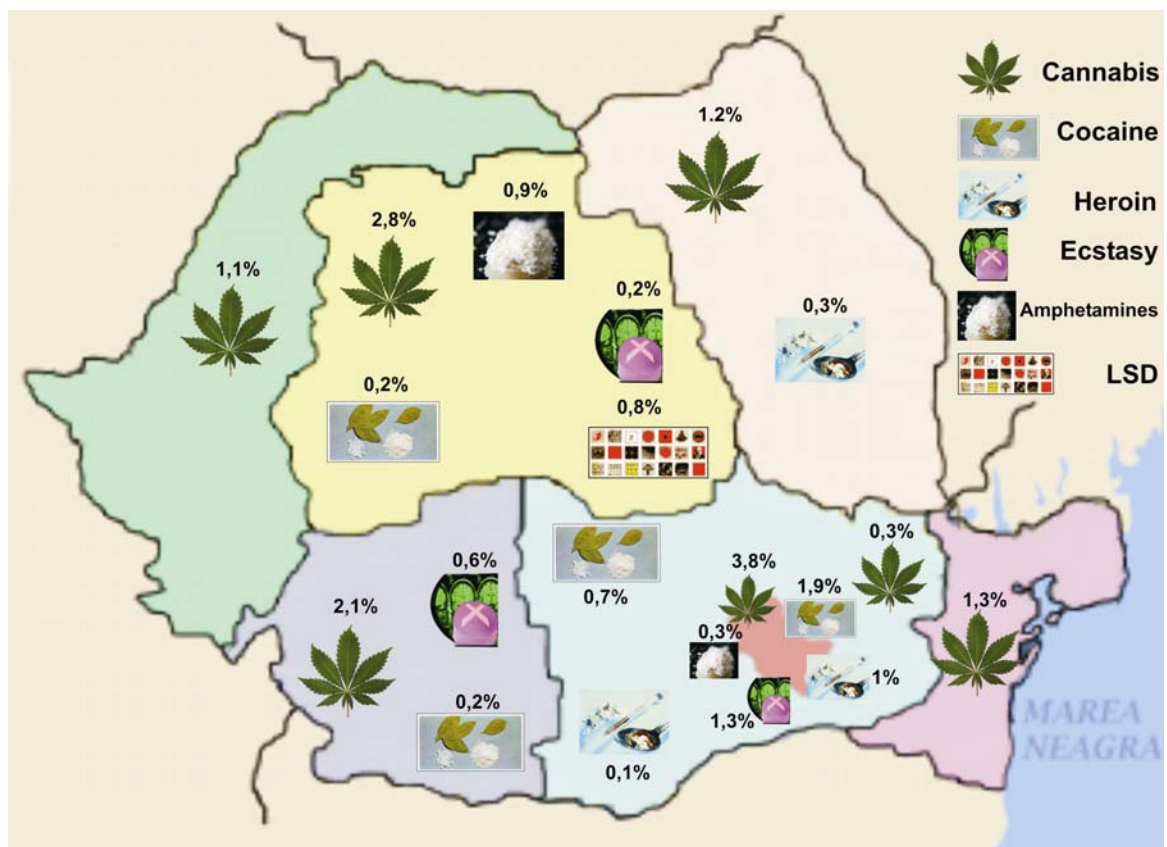 Cannabis
Cocaine
Heroin
Ecstasy
Amphetamines
LSD
1.2%
0,9%
2,8%
1,1%
0,2%
0,3%
0,2%
0,8%
0,3%
0,6%
3,8%
0,7%
1,9%
2,1%
1,3%
0,3%
1%
0,2%
1,3%
0,1%
MAREA
NEAGRA